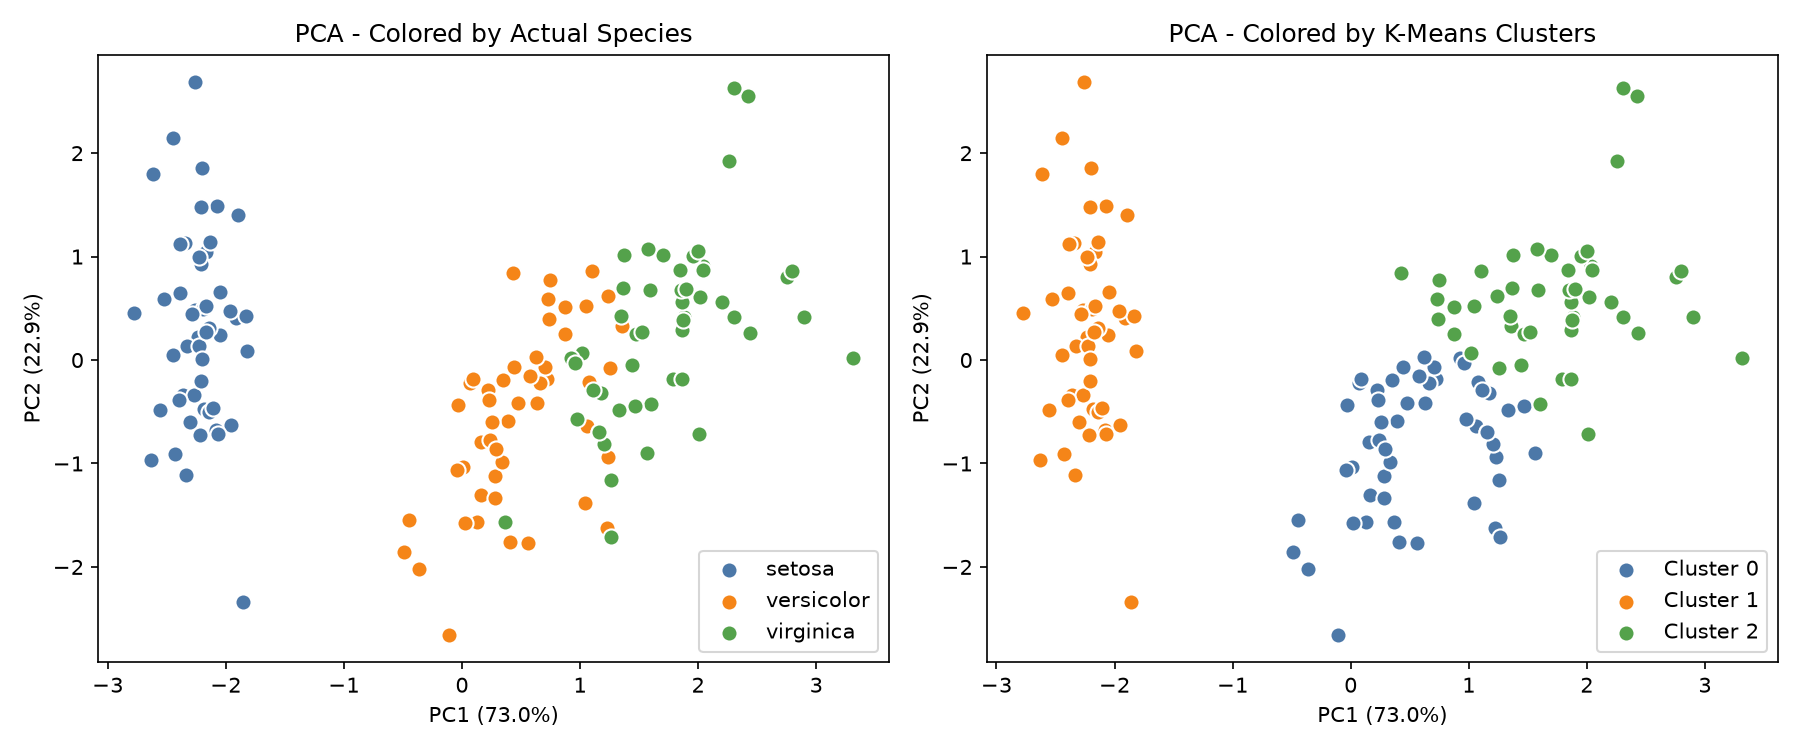 PCA - Colored by Actual Species
PC2 (22.9%)
2
1
0
−1
−2
−3
−2
−1
0
1
2
3
PC1 (73.0%)
setosa
versicolor
virginica
PCA - Colored by K-Means Clusters
PC2 (22.9%)
2
1
0
−1
−2
−3
−2
−1
0
1
2
3
PC1 (73.0%)
Cluster 0
Cluster 1
Cluster 2